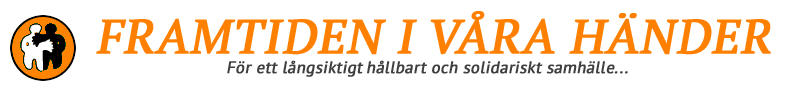 FRAMTIDEN I VÅRA HÄNDER
För ett långsiktigt hållbart och solidariskt samhälle...